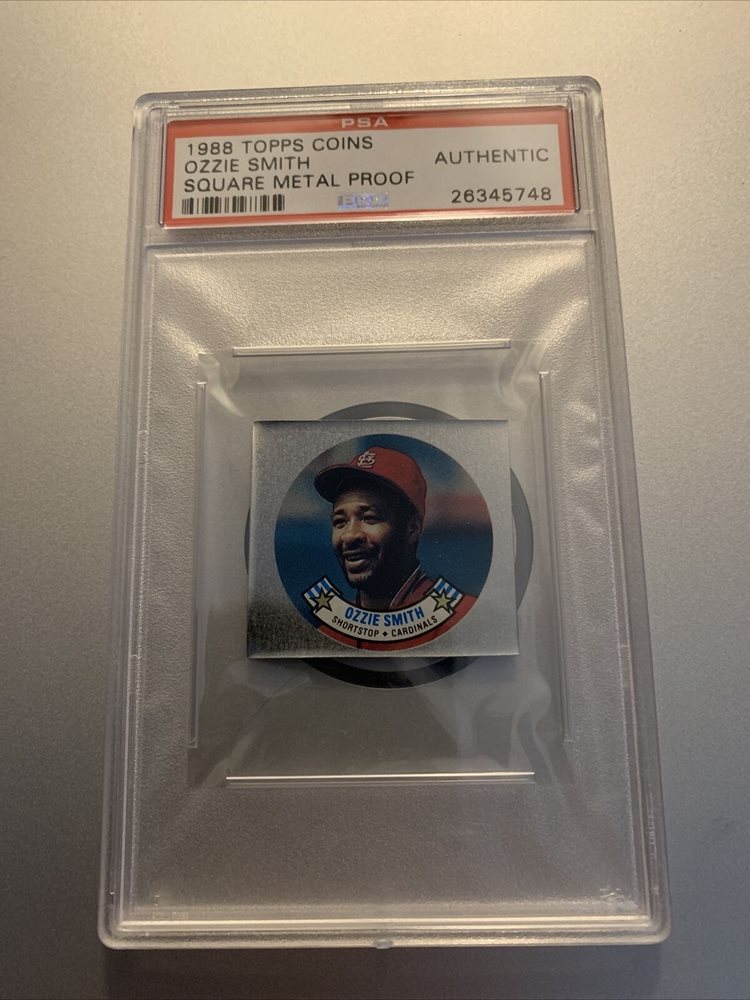 PSA
1988 TOPPS COINS
OZZIE SMITH
SQUARE METAL PROOF
AUTHENTIC
26345748
OZZIE SMITH
SHORTSTOP • CARDINALS